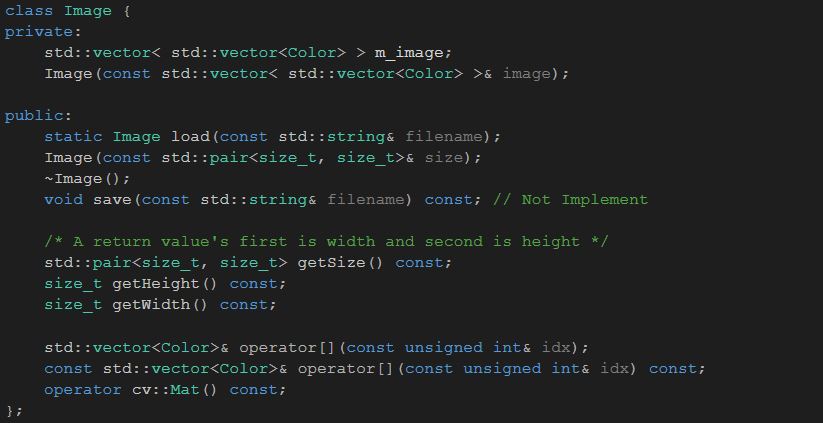 class Image {
private:
    std::vector< std::vector<Color> > m_image;
    Image(const std::vector< std::vector<Color> >& image);

public:
    static Image load(const std::string& filename);
    Image(const std::pair<size_t, size_t>& size);
    ~Image();
    void save(const std::string& filename) const; // Not Implement

    /* A return value's first is width and second is height */
    std::pair<size_t, size_t> getSize() const;
    size_t getHeight() const;
    size_t getWidth() const;

    std::vector<Color>& operator[](const unsigned int& idx);
    const std::vector<Color>& operator[](const unsigned int& idx) const;
    operator cv::Mat() const;
};